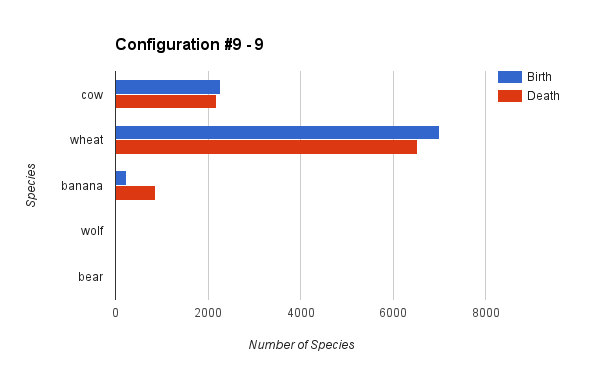 Configuration #9 - 9
Birth
Death
cow
wheat
banana
wolf
bear
Species
0 2000 4000 6000 8000
Number of Species